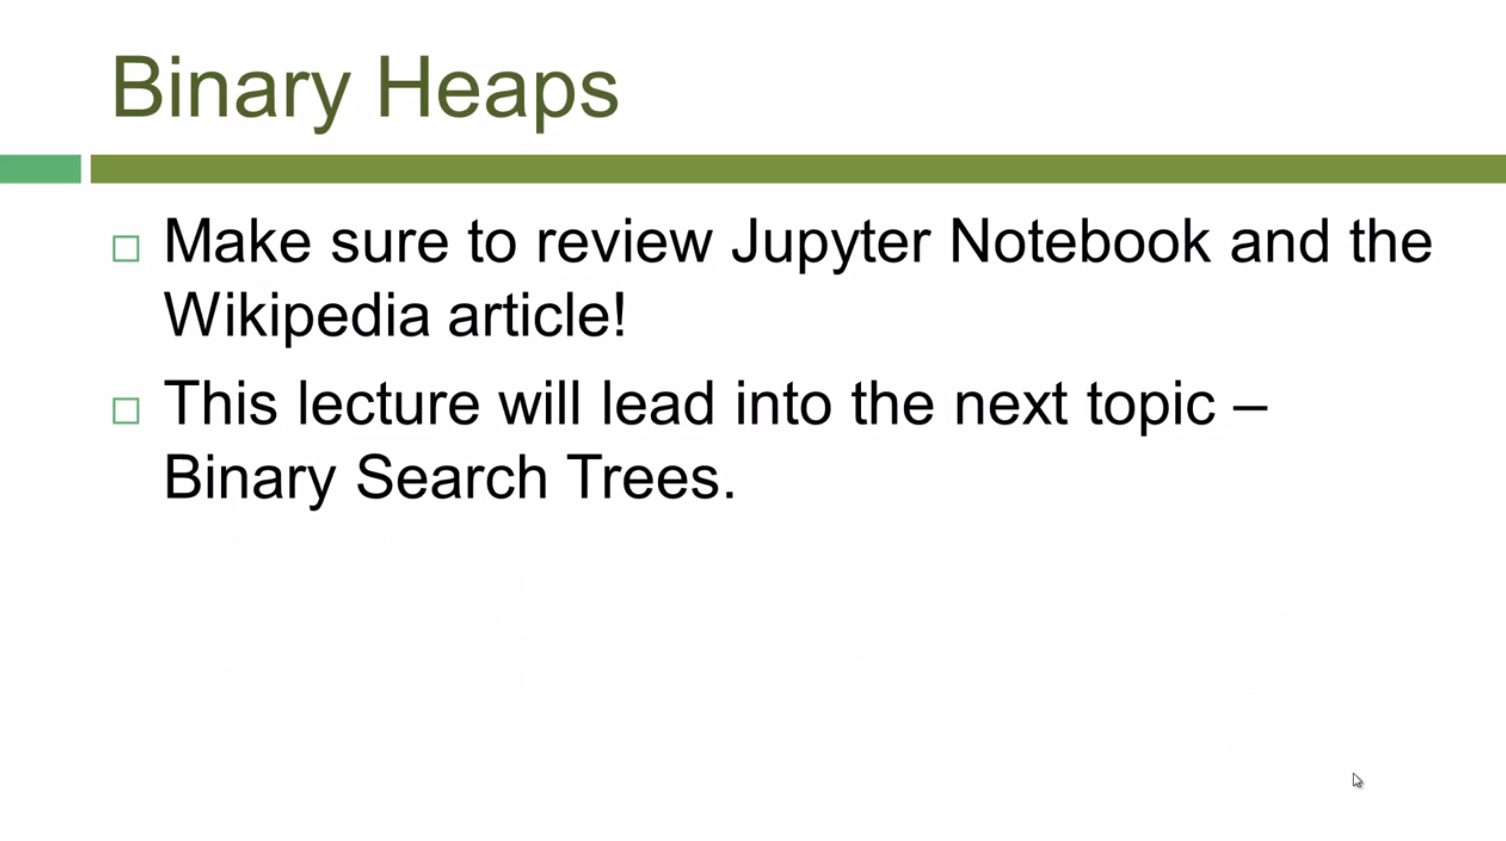 Binary Heaps
Make sure to review Jupyter Notebook and the
Wikipedia article!
This lecture will lead into the next topic –
Binary Search Trees.